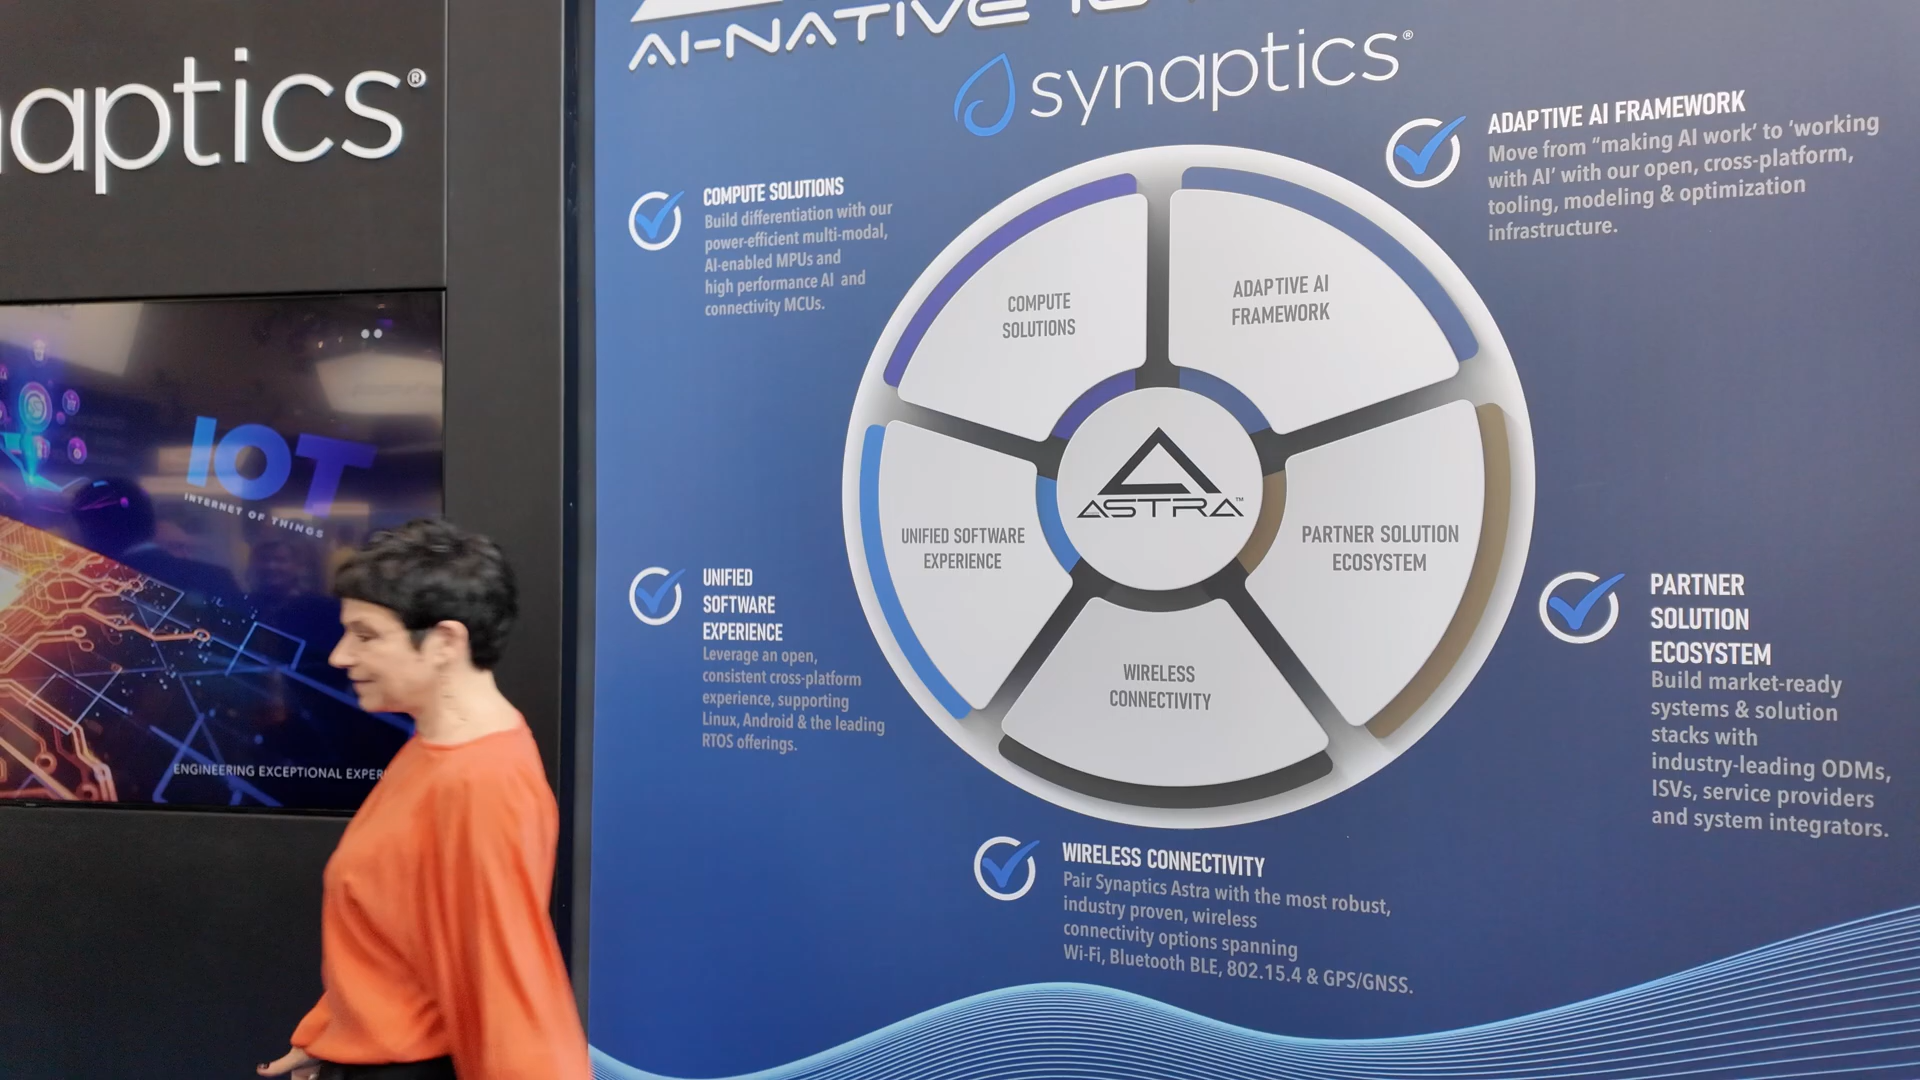 AI-NATIVE
synaptics®
aptics®
IOT
INTERNET OF THINGS
ENGINEERING EXCEPTIONAL
COMPUTE SOLUTIONS
Build differentiation with our
power-efficient multi-modal,
AI-enabled MPUs and
high performance AI and
connectivity MCUs.
ADAPTIVE AI FRAMEWORK
Move from “making AI work’ to ‘working
with AI’ with our open, cross-platform,
tooling, modeling & optimization
infrastructure.
COMPUTE
SOLUTIONS
ADAPTIVE AI
FRAMEWORK
ASTRA™
UNIFIED SOFTWARE
EXPERIENCE
PARTNER SOLUTION
ECOSYSTEM
WIRELESS
CONNECTIVITY
UNIFIED
SOFTWARE
EXPERIENCE
Leverage an open,
consistent cross-platform
experience, supporting
Linux, Android & the leading
RTOS offerings.
PARTNER
SOLUTION
ECOSYSTEM
Build market-ready
systems & solution
stacks with
industry-leading ODMs,
ISVs, service providers
and system integrators.
WIRELESS CONNECTIVITY
Pair Synaptics Astra with the most robust,
industry proven, wireless
connectivity options spanning
Wi-Fi, Bluetooth BLE, 802.15.4 & GPS/GNSS.